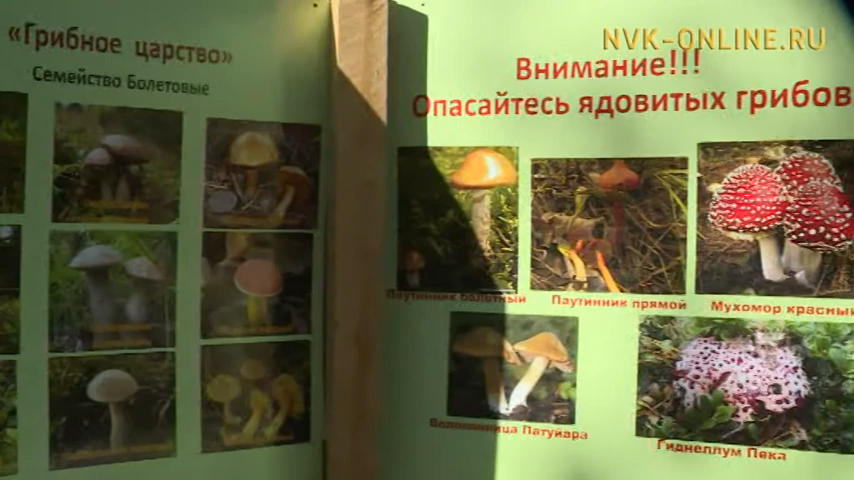 NVK-ONLINE.RU
«Грибное царство»
Семейство Болетовые
Внимание!!!
Опасайтесь ядовитых грибов
Паутинник болотный
Паутинник прямой
Мухомор красный
Волоконница Патуйяра
Гиднеллум Пека